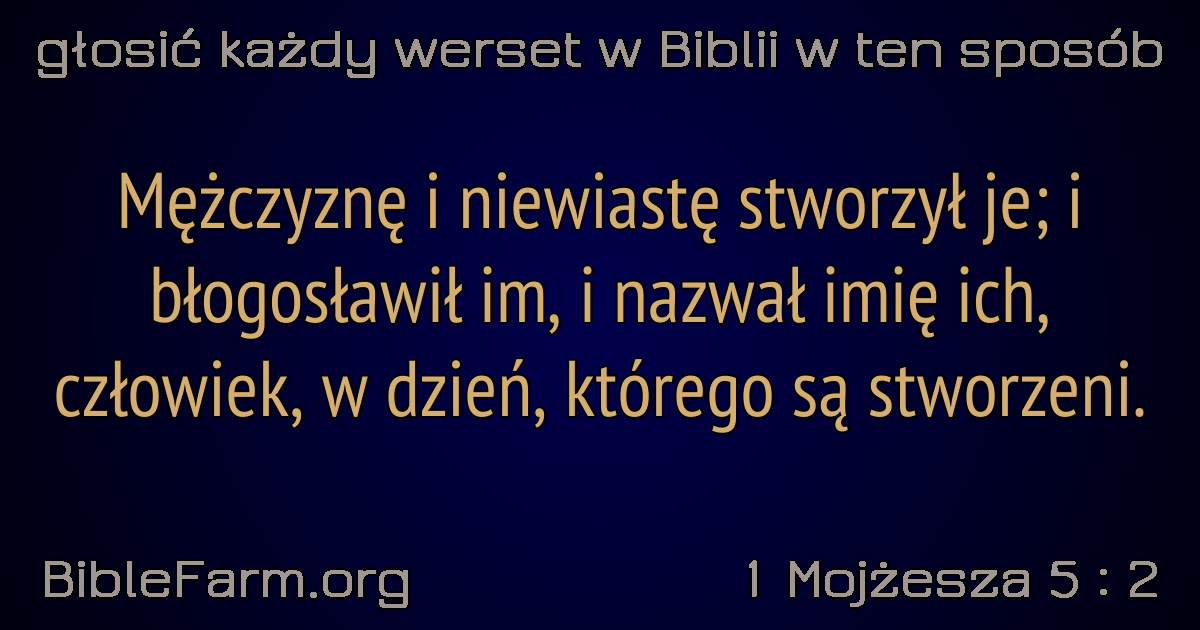 głosić każdy werset w Biblii w ten sposób
Mężczyznę i niewiastę stworzył je; i
błogosławił im, i nazwał imię ich,
człowiek, w dzień, którego są stworzeni.
BibleFarm.org
1 Mojżesza 5 : 2